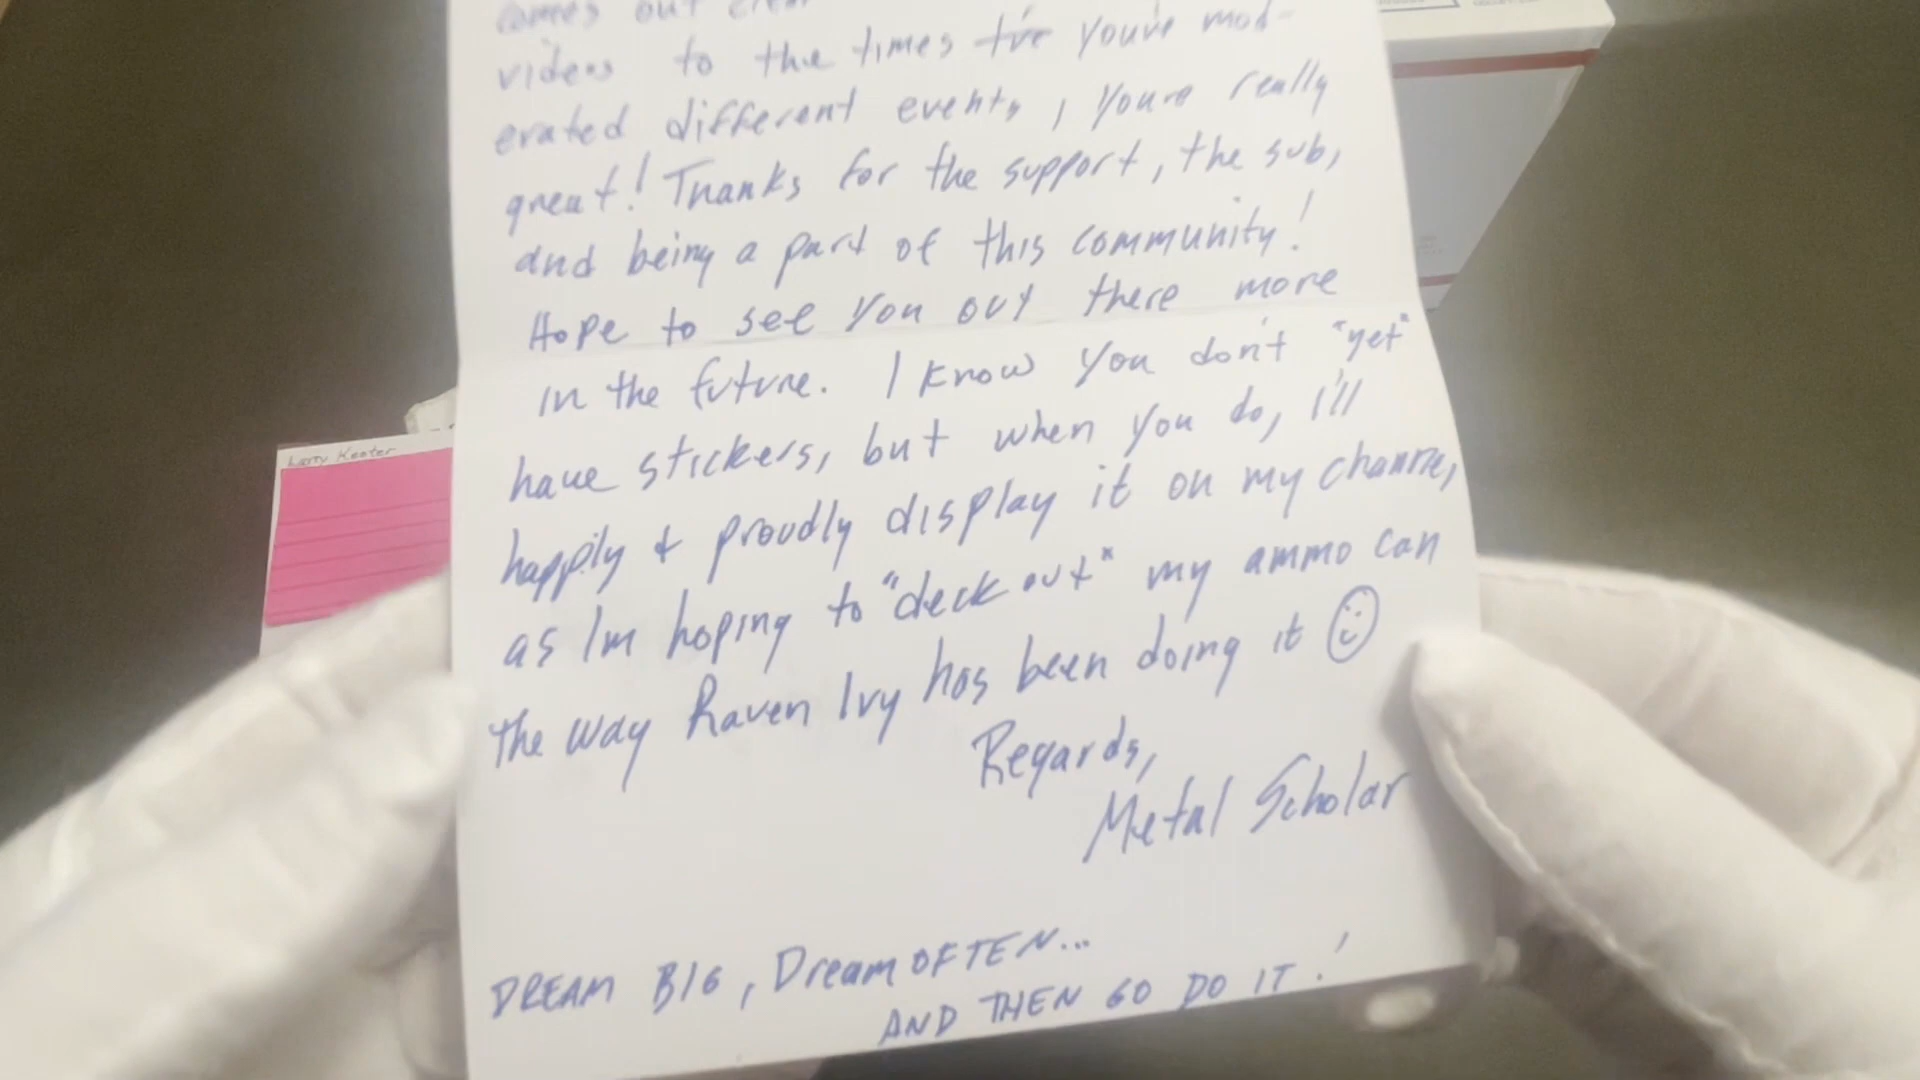 comes out clear
videos to the times I've you've mod-
erated different events, you're really
great! Thanks for the support, the sub,
and being a part of this community!
Hope to see you out there more
in the future. I know you don't "yet"
have stickers, but when you do, I'll
happily & proudly display it on my channel
as I'm hoping to "deck out" my ammo can
the way Raven Ivy has been doing it
Regards,
Metal Scholar
DREAM BIG, Dream OFTEN...
AND THEN GO DO IT!
Larry Keeter